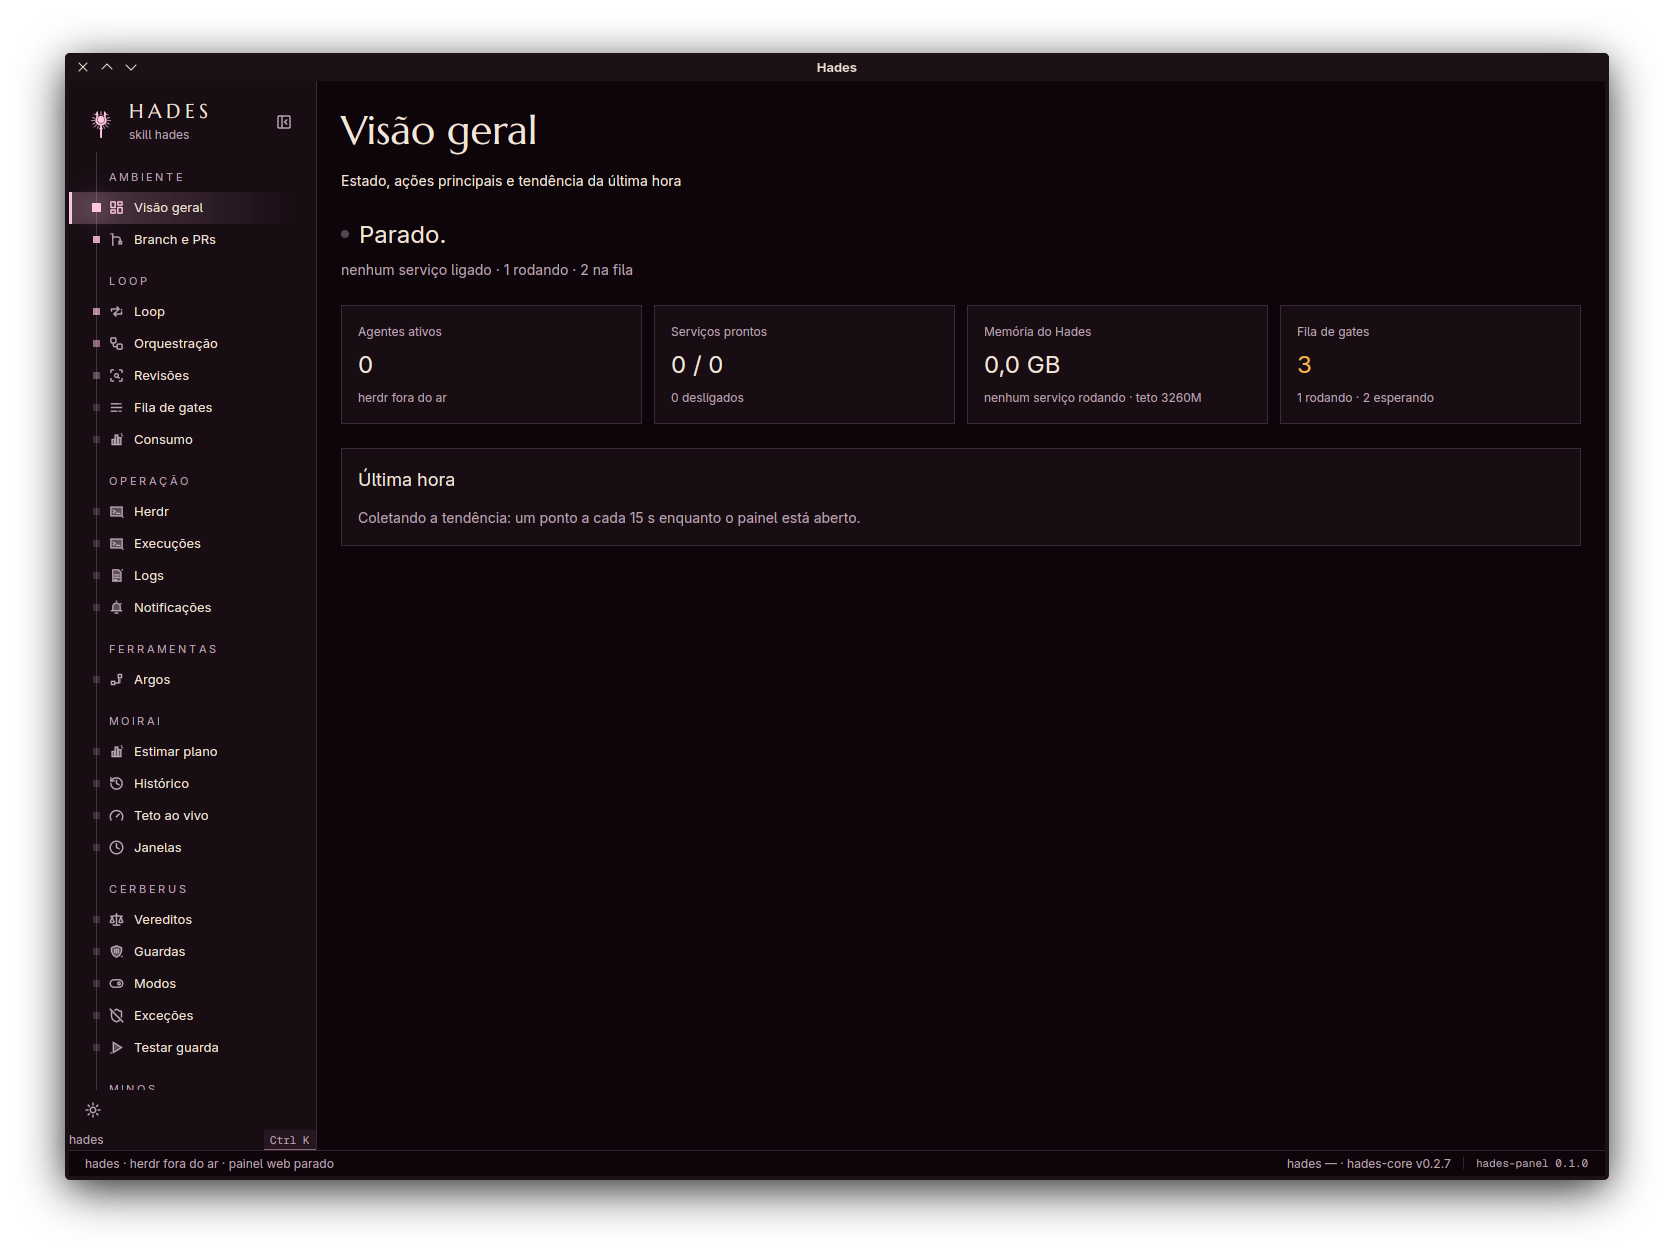 Hades
HADES
skill hades
AMBIENTE
Visão geral
Branch e PRs
LOOP
Loop
Orquestração
Revisões
Fila de gates
Consumo
OPERAÇÃO
Herdr
Execuções
Logs
Notificações
FERRAMENTAS
Argos
MOIRAI
Estimar plano
Histórico
Teto ao vivo
Janelas
CERBERUS
Vereditos
Guardas
Modos
Exceções
Testar guarda
MINOS
hades
Ctrl K
Visão geral
Estado, ações principais e tendência da última hora
Parado.
nenhum serviço ligado · 1 rodando · 2 na fila
Agentes ativos
0
herdr fora do ar
Serviços prontos
0 / 0
0 desligados
Memória do Hades
0,0 GB
nenhum serviço rodando · teto 3260M
Fila de gates
3
1 rodando · 2 esperando
Última hora
Coletando a tendência: um ponto a cada 15 s enquanto o painel está aberto.
hades · herdr fora do ar · painel web parado
hades — · hades-core v0.2.7
hades-panel 0.1.0